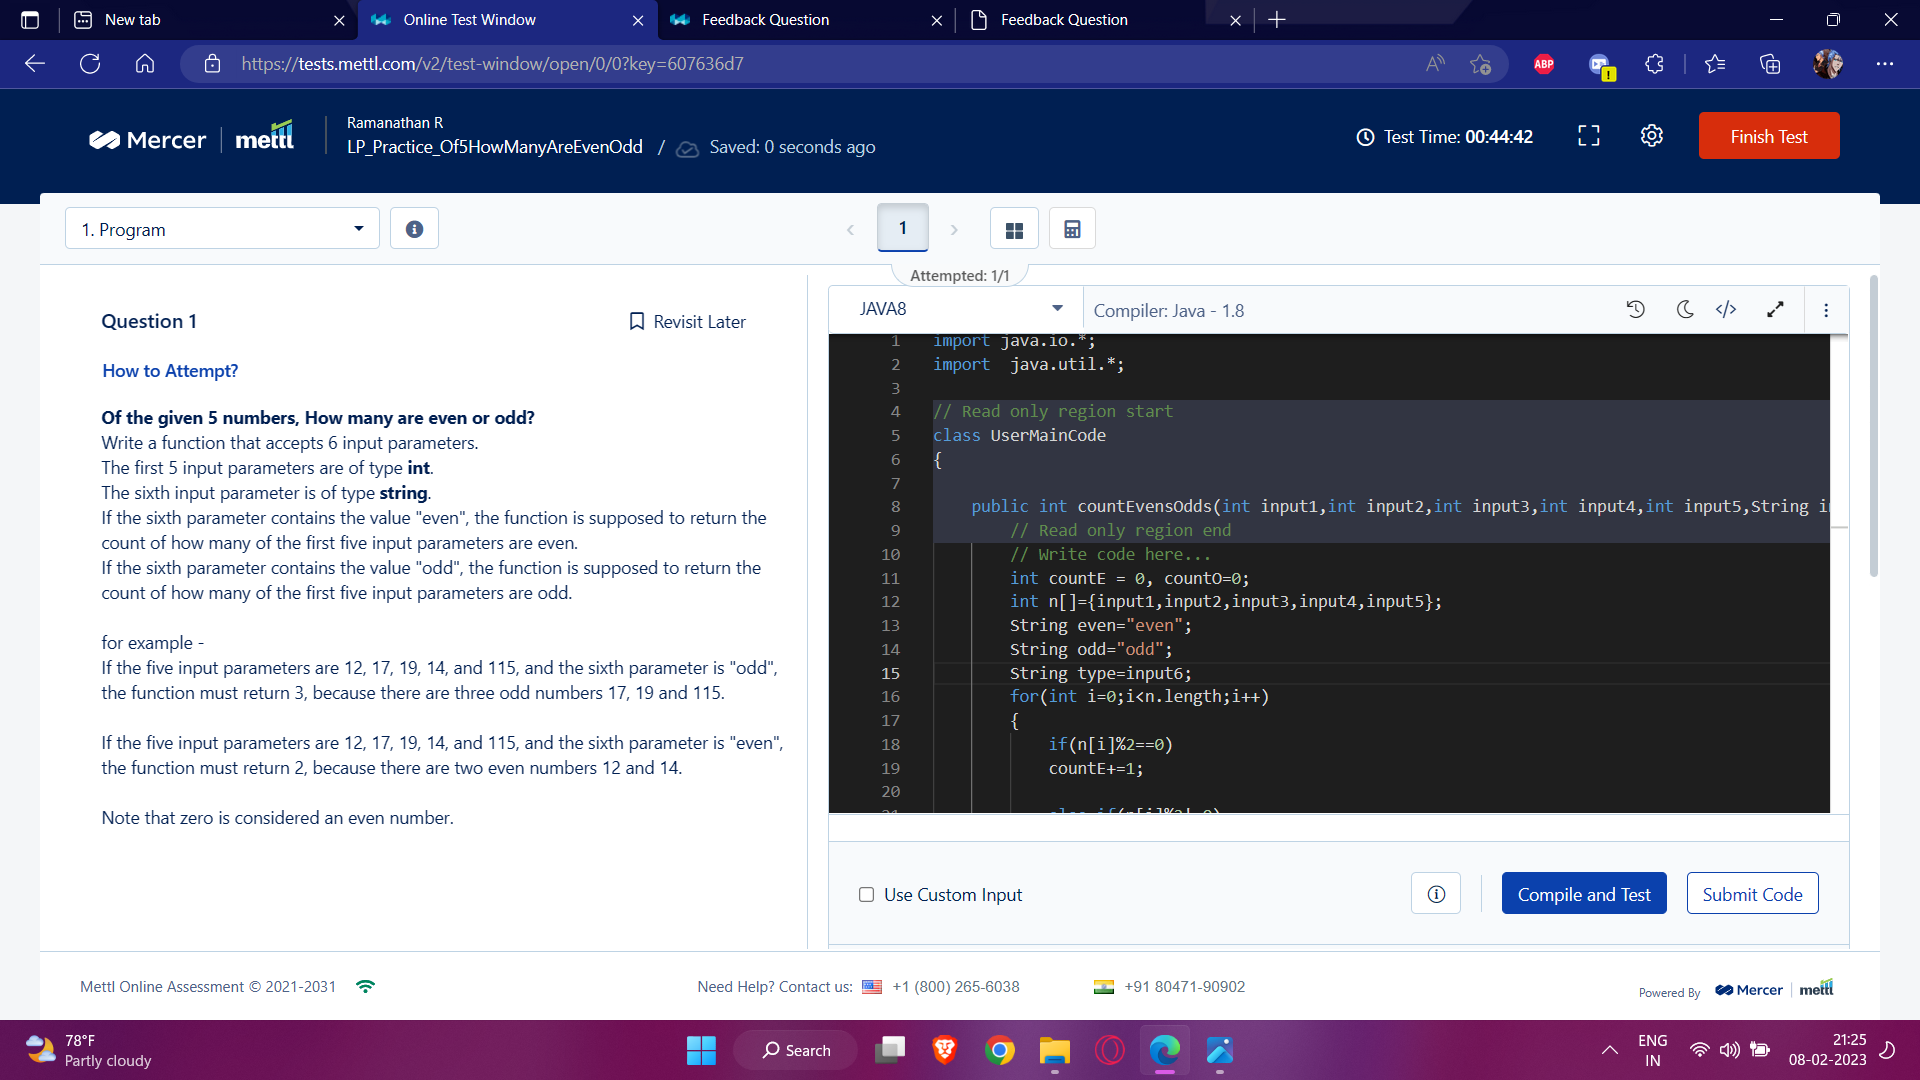 New tab
Online Test Window
Feedback Question
Feedback Question
https://tests.mettl.com/v2/test-window/open/0/0?key=607636d7
ABP
Mercer
mettl
Ramanathan R
LP_Practice_Of5HowManyAreEvenOdd / Saved: 0 seconds ago
Test Time: 00:44:42
Finish Test
1. Program
1
Attempted: 1/1
Question 1
Revisit Later
How to Attempt?
Of the given 5 numbers, How many are even or odd?
Write a function that accepts 6 input parameters.
The first 5 input parameters are of type int.
The sixth input parameter is of type string.
If the sixth parameter contains the value "even", the function is supposed to return the
count of how many of the first five input parameters are even.
If the sixth parameter contains the value "odd", the function is supposed to return the
count of how many of the first five input parameters are odd.
for example -
If the five input parameters are 12, 17, 19, 14, and 115, and the sixth parameter is "odd",
the function must return 3, because there are three odd numbers 17, 19 and 115.
If the five input parameters are 12, 17, 19, 14, and 115, and the sixth parameter is "even",
the function must return 2, because there are two even numbers 12 and 14.
Note that zero is considered an even number.
JAVA8
Compiler: Java - 1.8
1 import java.io.*;
2 import  java.util.*;
3
4 // Read only region start
5 class UserMainCode
6 {
7
8 public int countEvensOdds(int input1,int input2,int input3,int input4,int input5,String i
9 // Read only region end
10 // Write code here...
11 int countE = 0, countO=0;
12 int n[]={input1,input2,input3,input4,input5};
13 String even="even";
14 String odd="odd";
15 String type=input6;
16 for(int i=0;i<n.length;i++)
17 {
18 if(n[i]%2==0)
19 countE+=1;
20
21 else if(n[i]%2!=0)
Use Custom Input
Compile and Test
Submit Code
Mettl Online Assessment © 2021-2031
Need Help? Contact us: +1 (800) 265-6038
+91 80471-90902
Powered By Mercer mettl
78°F
Partly cloudy
Search
ENG
IN
21:25
08-02-2023